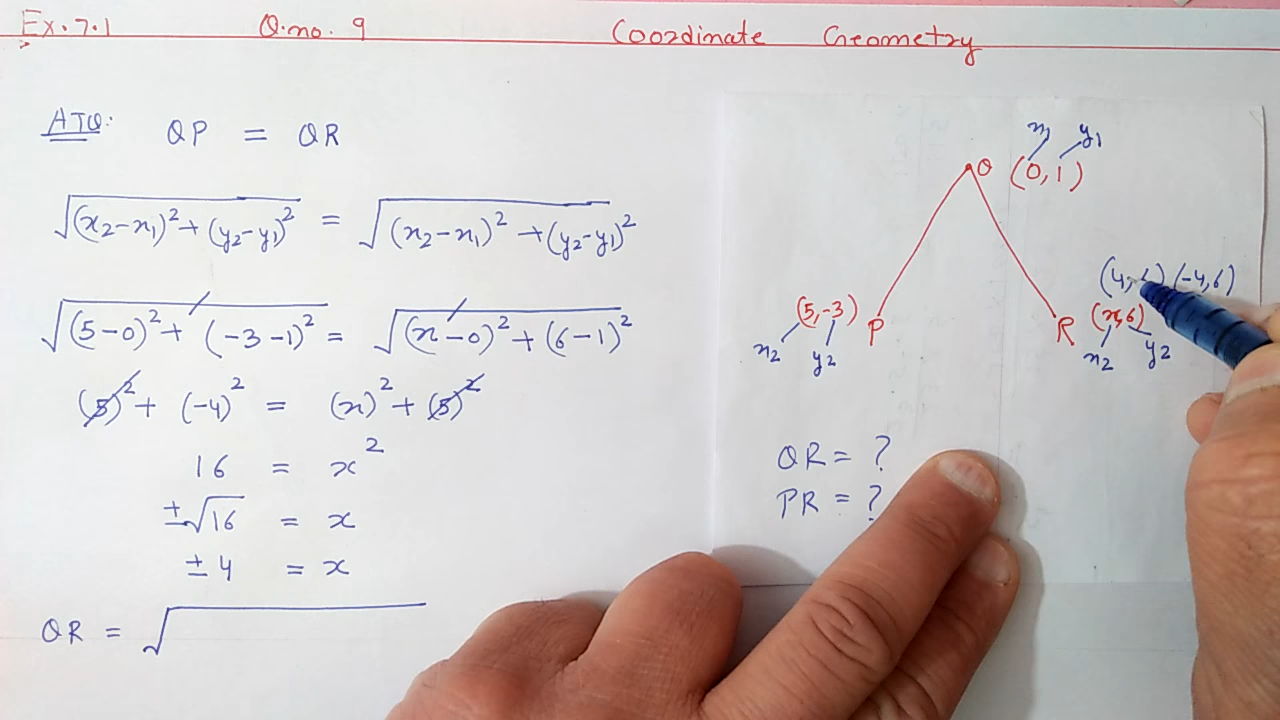 Ex. 7.1 Q.no. 9 Coordinate Geometry
ATQ: QP = QR
√(x₂-x₁)² + (y₂-y₁)² = √(x₂-x₁)² + (y₂-y₁)²
√(5-0)² + (-3-1)² = √(x-0)² + (6-1)²
(5)² + (-4)² = (x)² + (5)²
16 = x²
±√16 = x
±4 = x
QR = √
x₁ y₁
Q (0,1)
(4, (-4,6)
(5,-3) P
x₂ y₂
R (x,6)
x₂ y₂
QR = ?
PR = ?